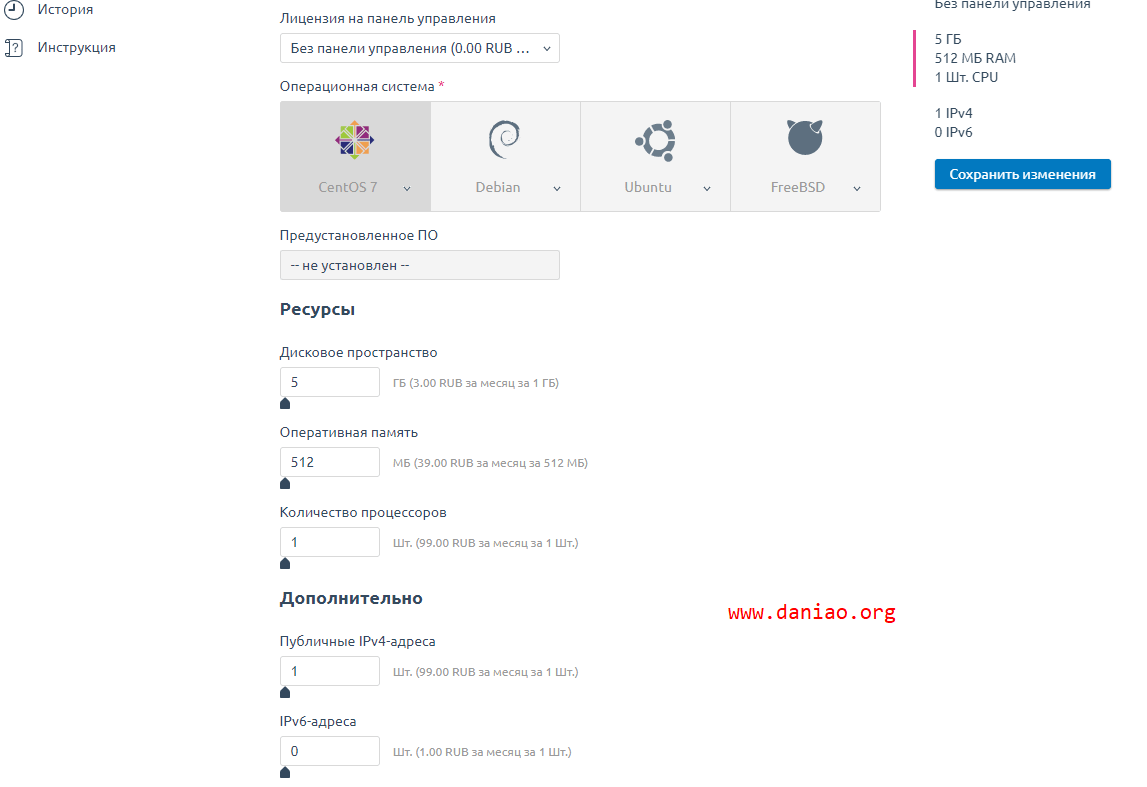 История
Инструкция
Лицензия на панель управления
Без панели управления (0.00 RUB ...
Операционная система *
CentOS 7
Debian
Ubuntu
FreeBSD
Предустановленное ПО
-- не установлен --
Ресурсы
Дисковое пространство
5 ГБ (3.00 RUB за месяц за 1 ГБ)
Оперативная память
512 МБ (39.00 RUB за месяц за 512 МБ)
Количество процессоров
1 Шт. (99.00 RUB за месяц за 1 Шт.)
Дополнительно
www.daniao.org
Публичные IPv4-адреса
1 Шт. (99.00 RUB за месяц за 1 Шт.)
IPv6-адреса
0 Шт. (1.00 RUB за месяц за 1 Шт.)
Без панели управления
5 ГБ
512 МБ RAM
1 Шт. CPU
1 IPv4
0 IPv6
Сохранить изменения